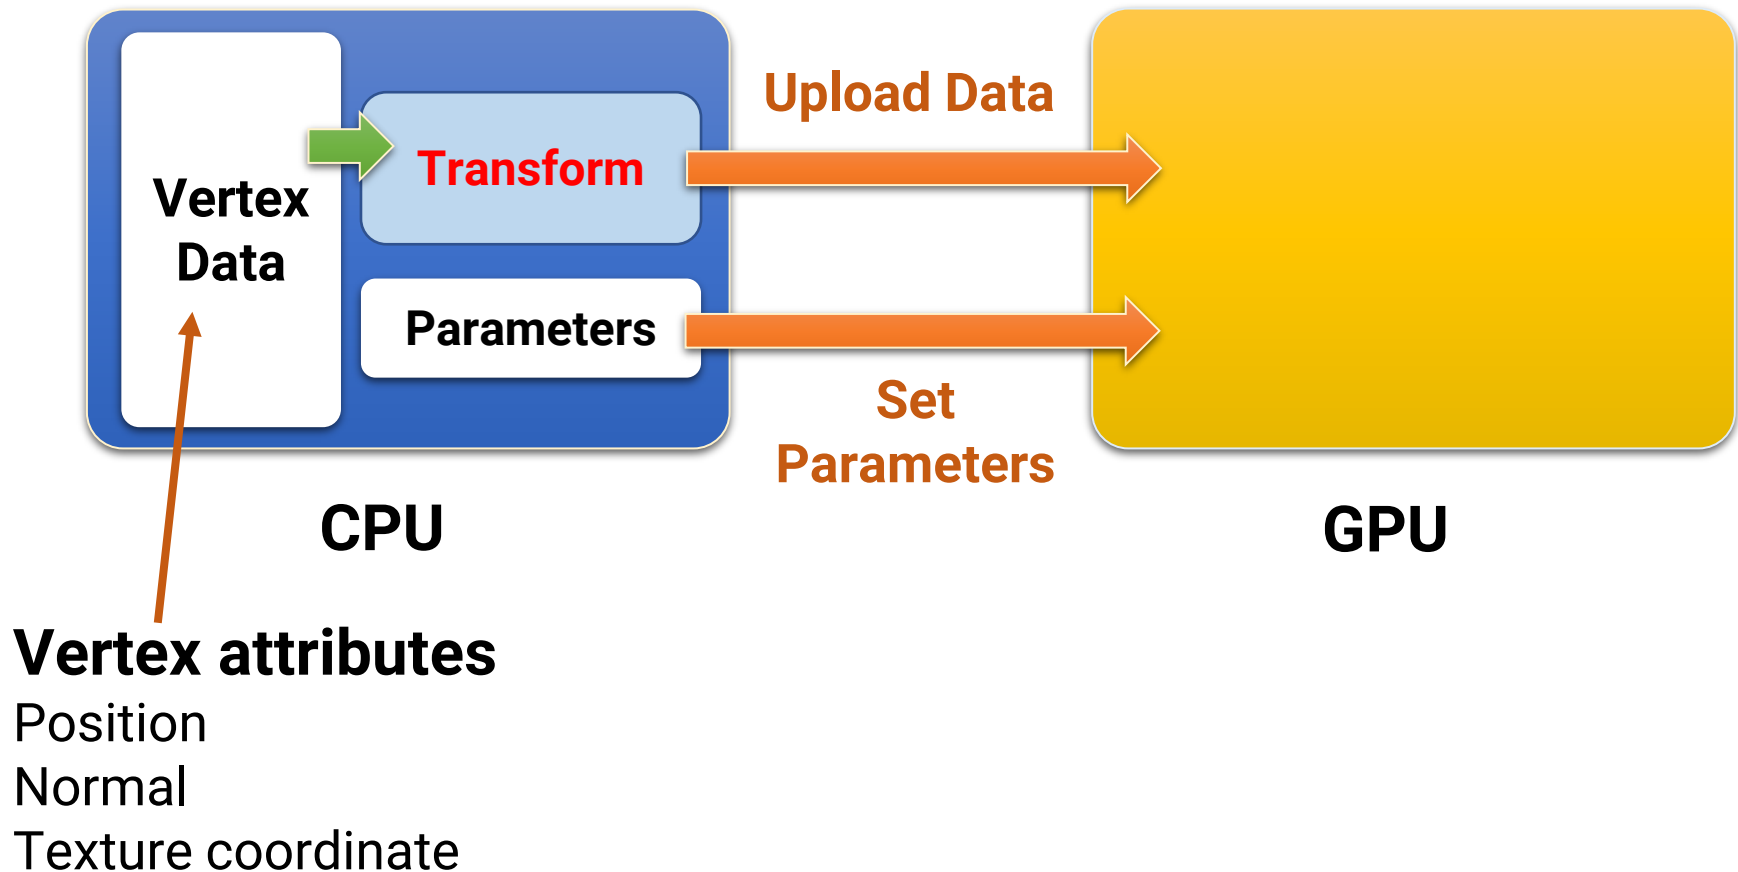 Vertex
Data
Transform
Parameters
Upload Data
Set
Parameters
CPU
GPU
Vertex attributes
Position
Normal
Texture coordinate